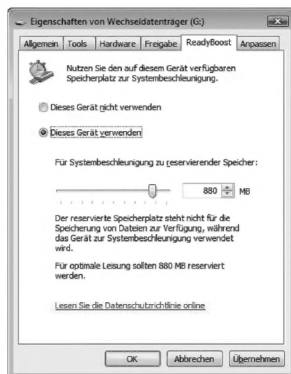 Eigenschaften von Wechseldatenträger (G:)
Allgemein Tools Hardware Freigabe ReadyBoost Anpassen
Nutzen Sie den auf diesem Gerät verfügbaren
Speicherplatz zur Systembeschleunigung.
Dieses Gerät nicht verwenden
Dieses Gerät verwenden
Für Systembeschleunigung zu reservierender Speicher:
880 MB
Der reservierte Speicherplatz steht nicht für die
Speicherung von Dateien zur Verfügung, während
das Gerät zur Systembeschleunigung verwendet
wird.
Für optimale Leisung sollten 880 MB reserviert
werden.
Lesen Sie die Datenschutzrichtlinie online
OK Abbrechen Übernehmen